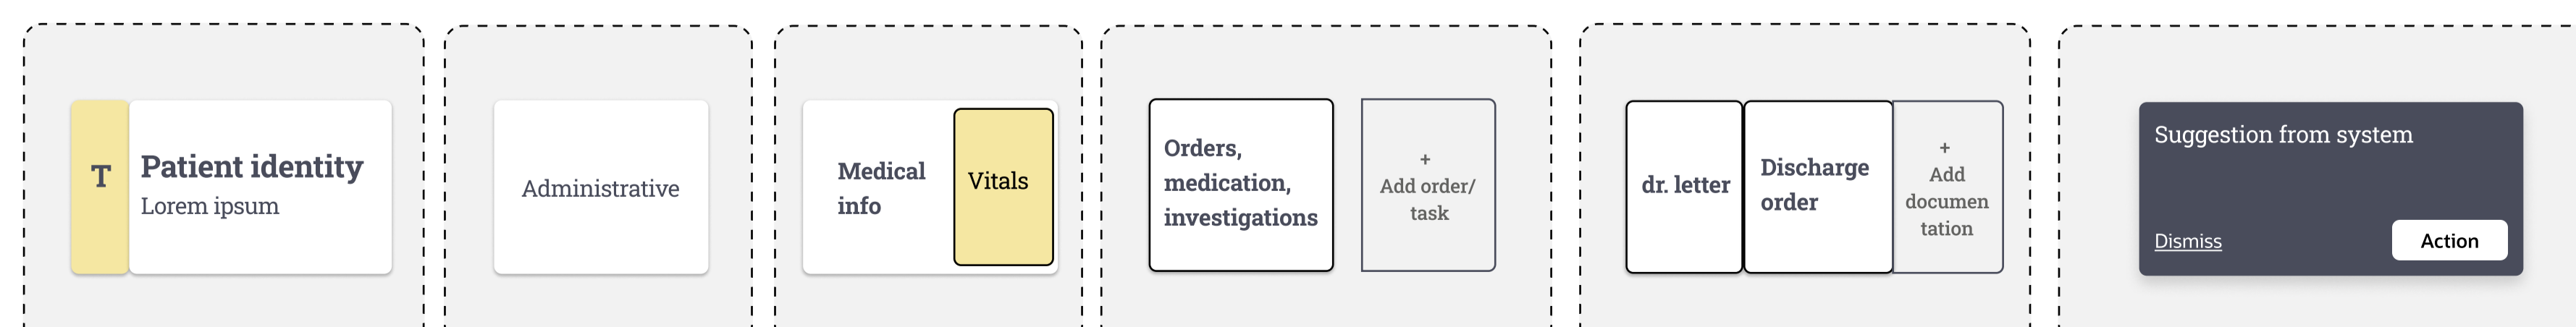 T
Patient identity
Lorem ipsum
Administrative
Medical
info
Vitals
Orders,
medication,
investigations
+
Add order/
task
dr. letter
Discharge
order
+
Add
documen
tation
Suggestion from system
Dismiss
Action